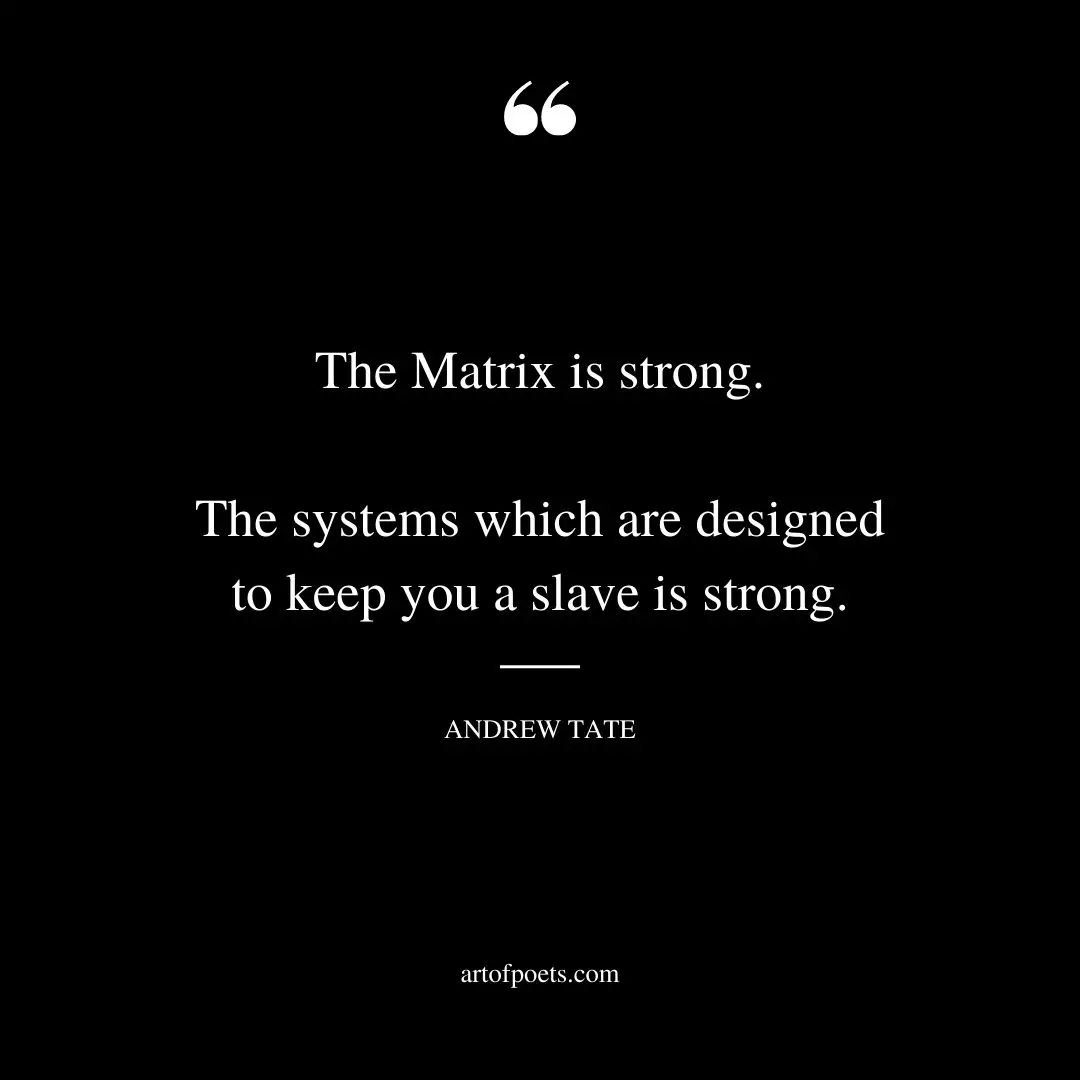 “
The Matrix is strong.
The systems which are designed
to keep you a slave is strong.
ANDREW TATE
artofpoets.com